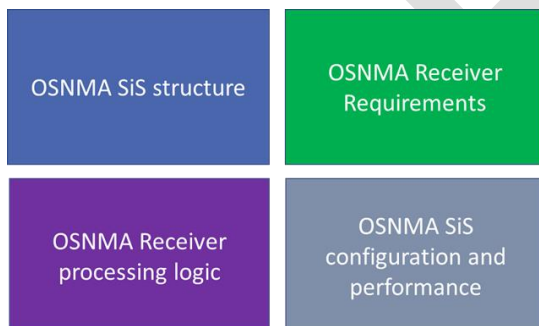 OSNMA SiS structure
OSNMA Receiver
Requirements
OSNMA Receiver
processing logic
OSNMA SiS
configuration and
performance